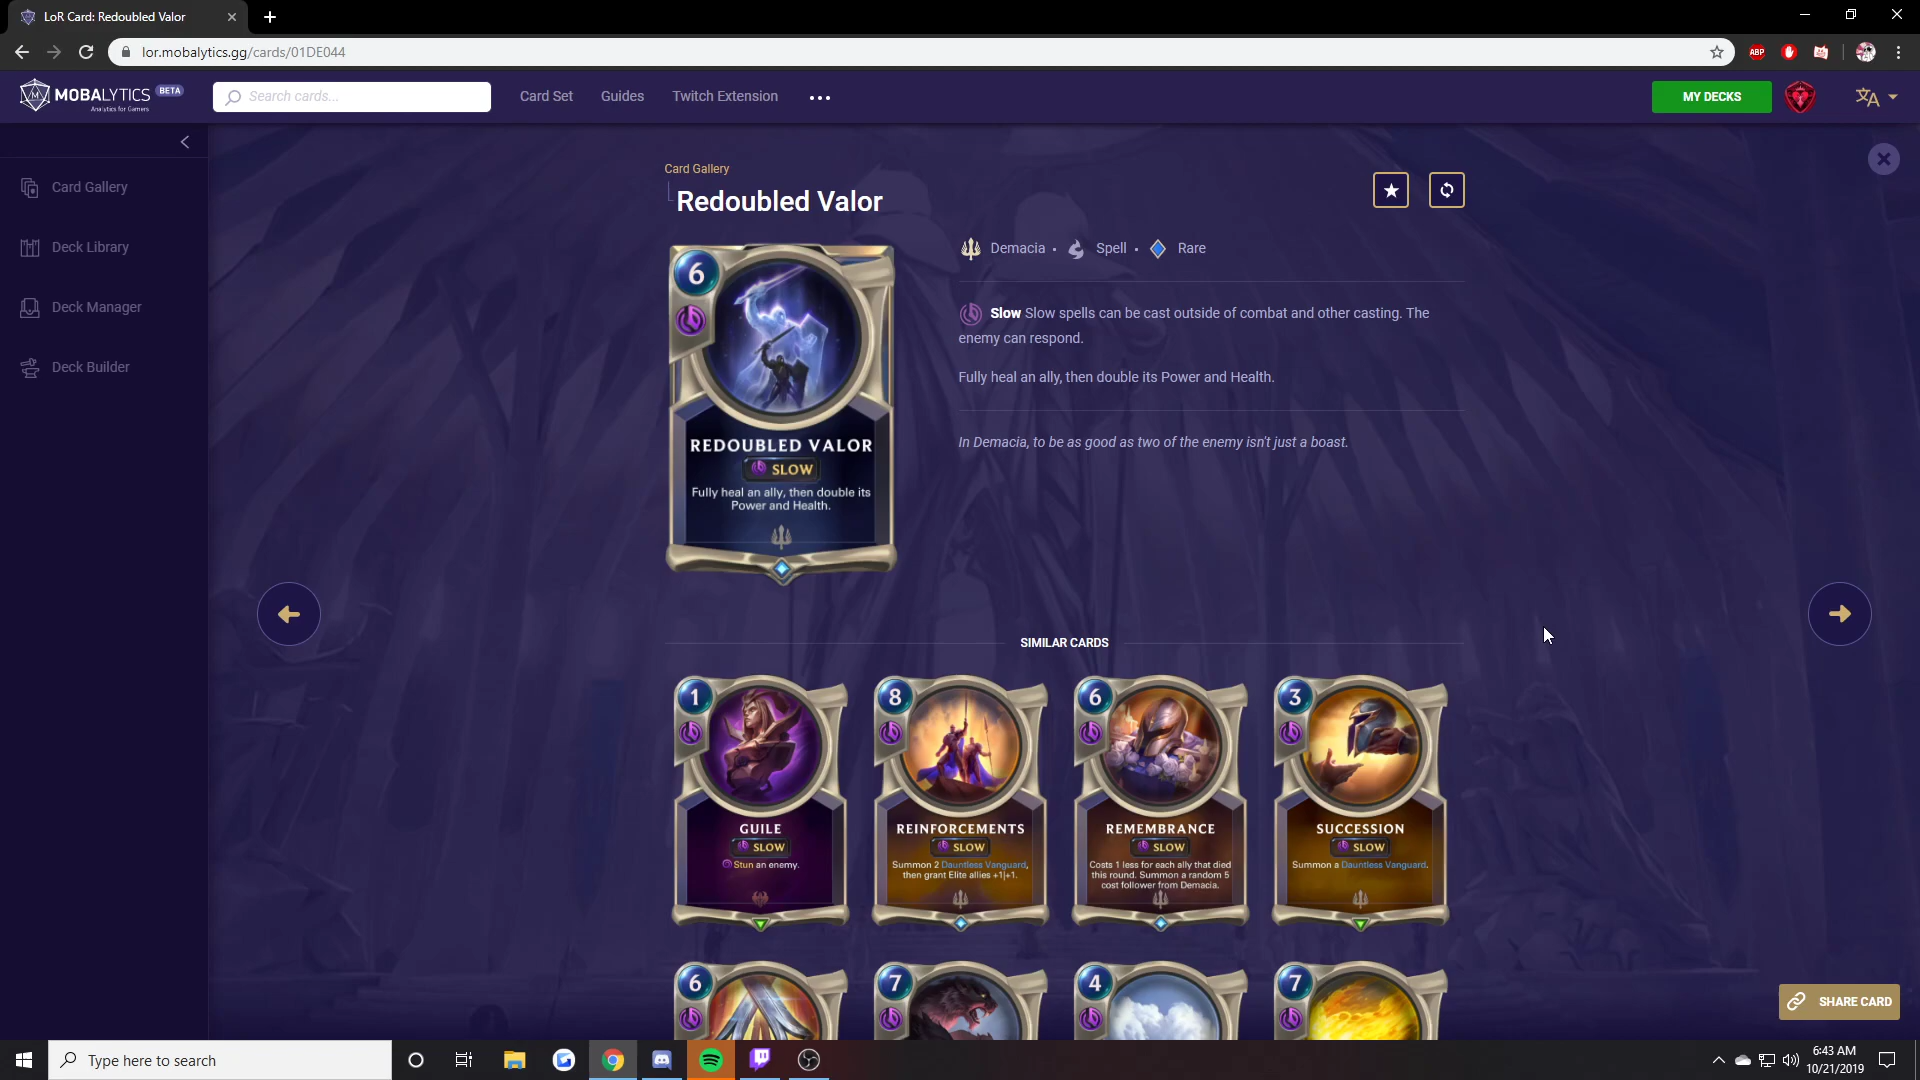 LoR Card: Redoubled Valor
lor.mobalytics.gg/cards/01DE044
ABP
MOBALYTICS BETA
Analytics for Gamers
Search cards...
Card Set
Guides
Twitch Extension
MY DECKS
Card Gallery
Deck Library
Deck Manager
Deck Builder
Card Gallery
Redoubled Valor
Demacia • Spell • Rare
Slow Slow spells can be cast outside of combat and other casting. The
enemy can respond.
Fully heal an ally, then double its Power and Health.
In Demacia, to be as good as two of the enemy isn't just a boast.
6
REDOUBLED VALOR
SLOW
Fully heal an ally, then double its
Power and Health.
SIMILAR CARDS
1
GUILE
SLOW
Stun an enemy.
8
REINFORCEMENTS
SLOW
Summon 2 Dauntless Vanguard,
then grant Elite allies +1|+1.
6
REMEMBRANCE
SLOW
Costs 1 less for each ally that died
this round. Summon a random 5
cost follower from Demacia.
3
SUCCESSION
SLOW
Summon a Dauntless Vanguard.
6
7
4
7
SHARE CARD
Type here to search
6:43 AM
10/21/2019